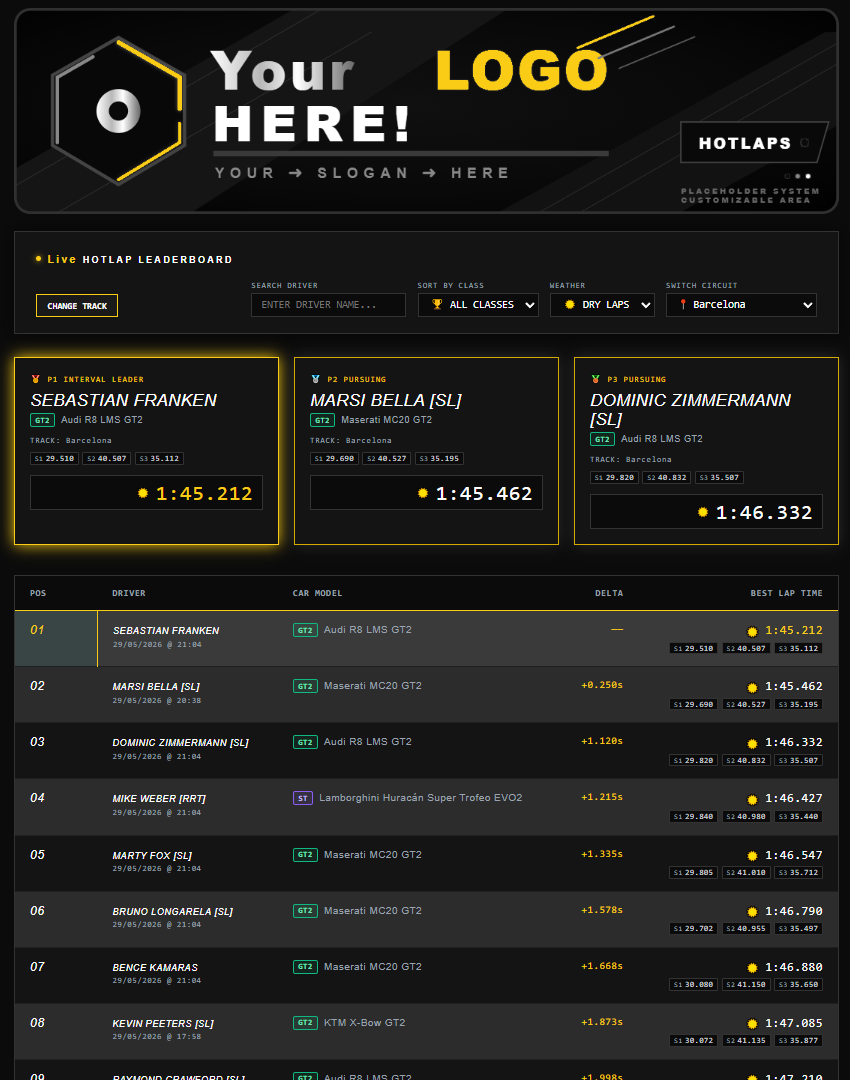 Your LOGO
HERE!
YOUR ➜ SLOGAN ➜ HERE
HOTLAPS
PLACEHOLDER SYSTEM
CUSTOMIZABLE AREA
Live HOTLAP LEADERBOARD
CHANGE TRACK
SEARCH DRIVER
ENTER DRIVER NAME...
SORT BY CLASS
🏆 ALL CLASSES
WEATHER
DRY LAPS
SWITCH CIRCUIT
📍 Barcelona
🥇 P1 INTERVAL LEADER
SEBASTIAN FRANKEN
GT2 Audi R8 LMS GT2
TRACK: Barcelona
S1 29.510 S2 40.507 S3 35.112
1:45.212
🥈 P2 PURSUING
MARSI BELLA [SL]
GT2 Maserati MC20 GT2
TRACK: Barcelona
S1 29.690 S2 40.527 S3 35.195
1:45.462
🥉 P3 PURSUING
DOMINIC ZIMMERMANN
[SL]
GT2 Audi R8 LMS GT2
TRACK: Barcelona
S1 29.820 S2 40.832 S3 35.507
1:46.332
POS DRIVER CAR MODEL DELTA BEST LAP TIME
01 SEBASTIAN FRANKEN GT2 Audi R8 LMS GT2 — 1:45.212
29/05/2026 @ 21:04 S1 29.510 S2 40.507 S3 35.112
02 MARSI BELLA [SL] GT2 Maserati MC20 GT2 +0.250s 1:45.462
29/05/2026 @ 20:38 S1 29.690 S2 40.527 S3 35.195
03 DOMINIC ZIMMERMANN [SL] GT2 Audi R8 LMS GT2 +1.120s 1:46.332
29/05/2026 @ 21:04 S1 29.820 S2 40.832 S3 35.507
04 MIKE WEBER [RRT] ST Lamborghini Huracán Super Trofeo EVO2 +1.215s 1:46.427
29/05/2026 @ 21:04 S1 29.840 S2 40.980 S3 35.440
05 MARTY FOX [SL] GT2 Maserati MC20 GT2 +1.335s 1:46.547
29/05/2026 @ 21:04 S1 29.805 S2 41.010 S3 35.712
06 BRUNO LONGARELA [SL] GT2 Maserati MC20 GT2 +1.578s 1:46.790
29/05/2026 @ 21:04 S1 29.702 S2 40.955 S3 35.497
07 BENCE KAMARAS GT2 Maserati MC20 GT2 +1.668s 1:46.880
29/05/2026 @ 21:04 S1 30.080 S2 41.150 S3 35.650
08 KEVIN PEETERS [SL] GT2 KTM X-Bow GT2 +1.873s 1:47.085
29/05/2026 @ 17:58 S1 30.072 S2 41.135 S3 35.877
09 RAYMOND CRAWFORD [SL] GT2 Audi R8 LMS GT2 +1.998s 1:47.210